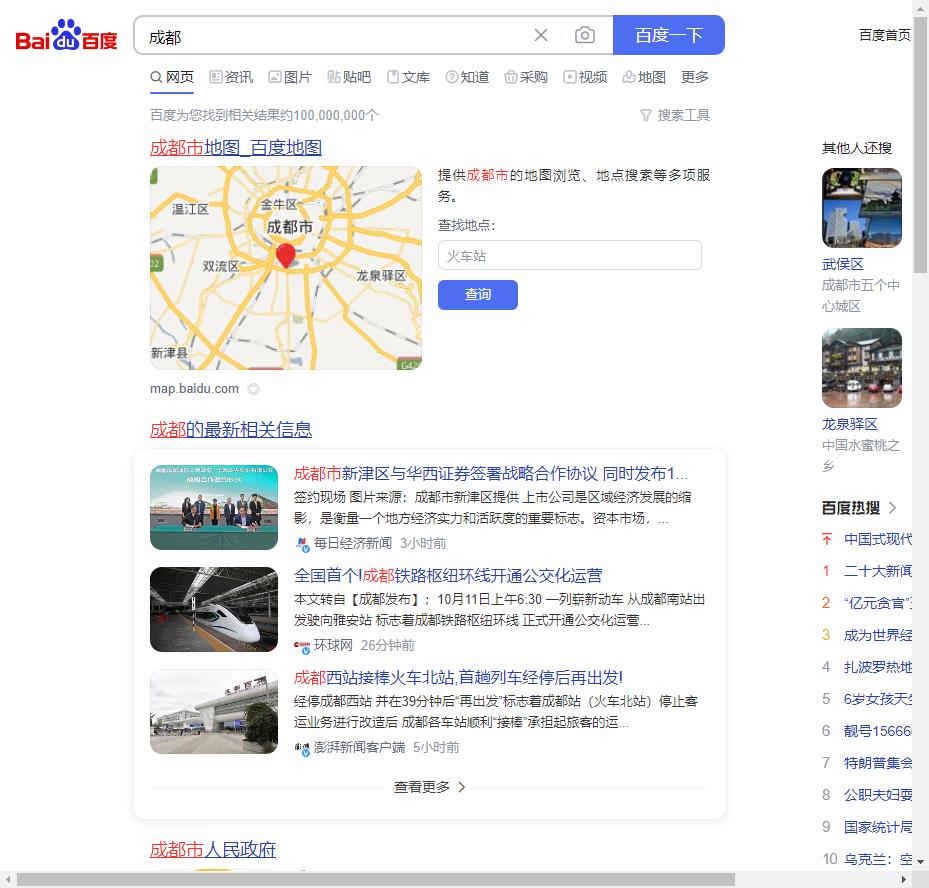 Bai du 百度
成都
百度一下
百度首页
网页 资讯 图片 贴吧 文库 知道 采购 视频 地图 更多
百度为您找到相关结果约100,000,000个
搜索工具
成都市地图_百度地图
温江区
金牛区
成都市
双流区
龙泉驿区
新津县
G42
02
提供成都市的地图浏览、地点搜索等多项服
务。
查找地点：
火车站
查询
map.baidu.com
成都的最新相关信息
成都市新津区与华西证券签署战略合作协议 同时发布1...
签约现场 图片来源：成都市新津区提供 上市公司是区域经济发展的缩
影，是衡量一个地方经济实力和活跃度的重要标志。资本市场，...
每日经济新闻 3小时前
全国首个!成都铁路枢纽环线开通公交化运营
本文转自【成都发布】；10月11日上午6:30 一列崭新动车 从成都南站出
发驶向雅安站 标志着成都铁路枢纽环线 正式开通公交化运营...
环球网 26分钟前
成都西站接棒火车北站,首趟列车经停后再出发!
经停成都西站 并在39分钟后“再出发”标志着成都站（火车北站）停止客
运业务进行改造后 成都各车站顺利“接棒”承担起旅客的运...
澎湃新闻客户端 5小时前
查看更多
成都市人民政府
其他人还搜
武侯区
成都市五个中
心城区
龙泉驿区
中国水蜜桃之
乡
百度热搜
中国式现代
1 二十大新闻
2 “亿元贪官”
3 成为世界经
4 扎波罗热地
5 6岁女孩天
6 靓号15666
7 特朗普集会
8 公职夫妇耍
9 国家统计局
10 乌克兰：空